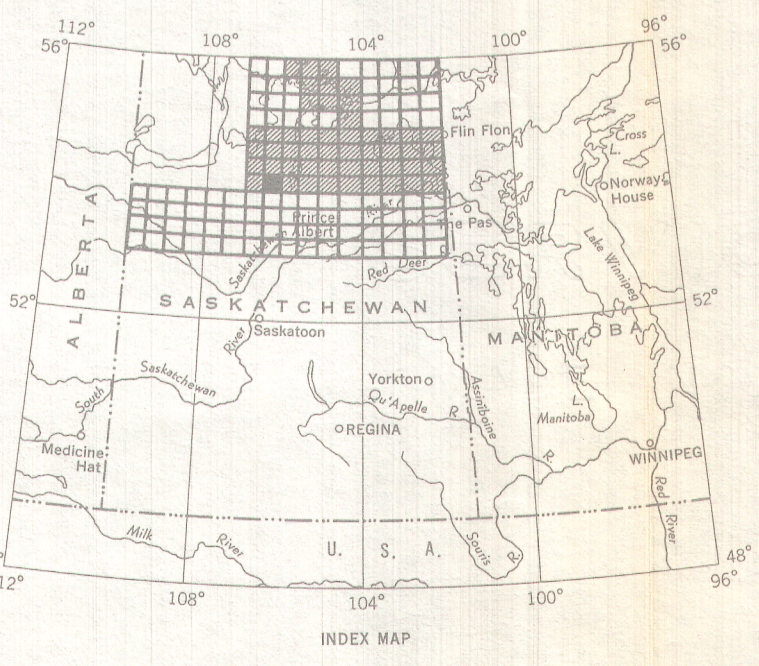 112°
96°
56°
108°
104°
100°
56°
Flin Flon
Cross
L.
Norway
House
ALBERTA
Prince
Albert
River
The Pas
Saskatchewan
Red Deer
Lake Winnipeg
52°
SASKATCHEWAN
52°
MANITOBA
River
Saskatoon
South
Saskatchewan
Yorkton
Qu'Apelle R.
Assiniboine
R.
L.
Manitoba
REGINA
Medicine
Hat
WINNIPEG
Red
River
Milk River
U. S. A.
Souris
R.
48°
12°
108°
104°
100°
96°
INDEX MAP